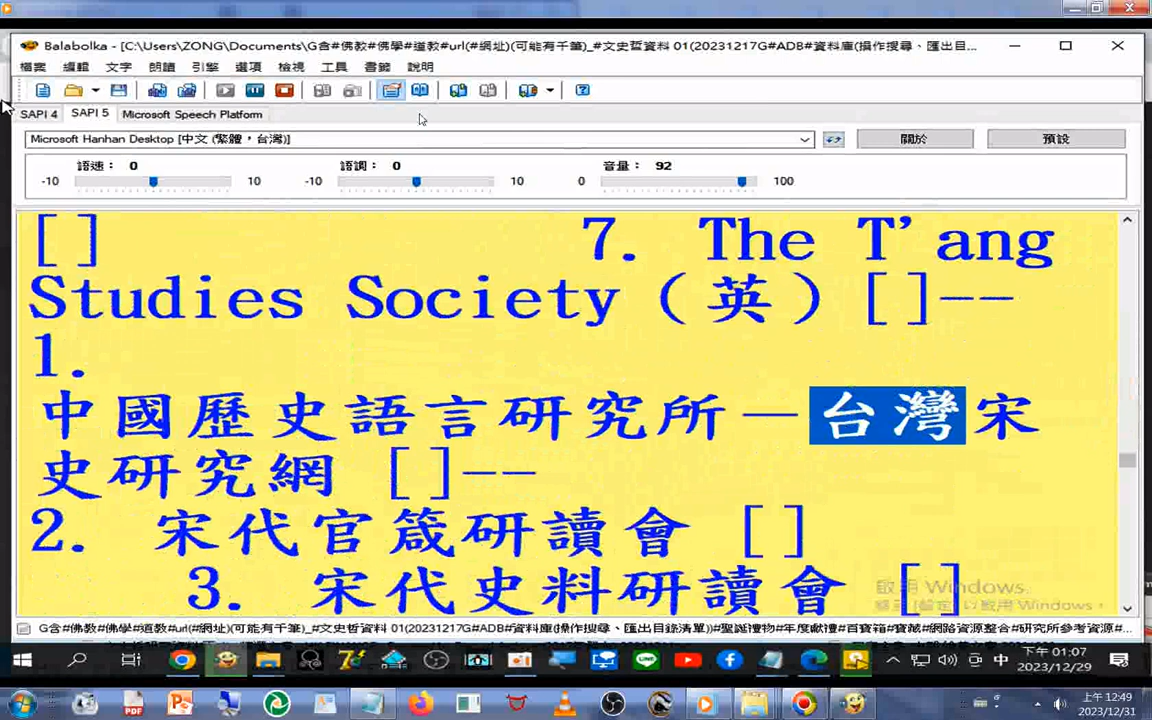 Balabolka - [C:\Users\ZONG\Documents\G含#佛教#佛學#道教#url(#網址)(可能有千筆)_#文史哲資料 01(20231217G#ADB#資料庫(操作搜尋、匯出目...
檔案 編輯 文字 朗讀 引擎 選項 檢視 工具 書籤 說明
SAPI 4 SAPI 5 Microsoft Speech Platform
Microsoft Hanhan Desktop [中文 (繁體，台灣)] 關於 預設
語速： 0 語調： 0 音量： 92
-10 10 -10 10 0 100
[] 7. The T'ang
Studies Society（英）[]--
1.
中國歷史語言研究所—台灣宋
史研究網 []--
2. 宋代官箴研讀會 []
3. 宋代史料研讀會 []
啟用 Windows
G含#佛教#佛學#道教#url(#網址)(可能有千筆)_#文史哲資料 01(20231217G#ADB#資料庫(操作搜尋、匯出目錄清單))#聖誕禮物#年度獻禮#百寶箱#寶藏#網路資源整合#研究所參考資源#...
中 下午 01:07
2023/12/29
上午 12:49
2023/12/31